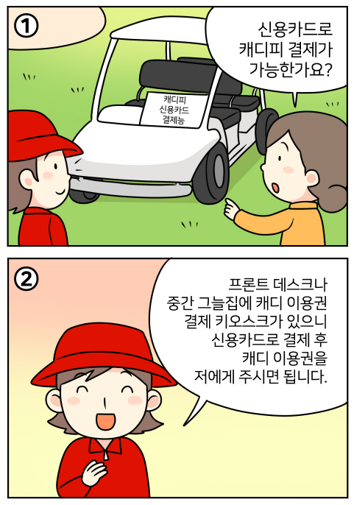 ①
신용카드로
캐디피 결제가
가능한가요?
캐디피
신용카드
결제능
②
프론트 데스크나
중간 그늘집에 캐디 이용권
결제 키오스크가 있으니
신용카드로 결제 후
캐디 이용권을
저에게 주시면 됩니다.